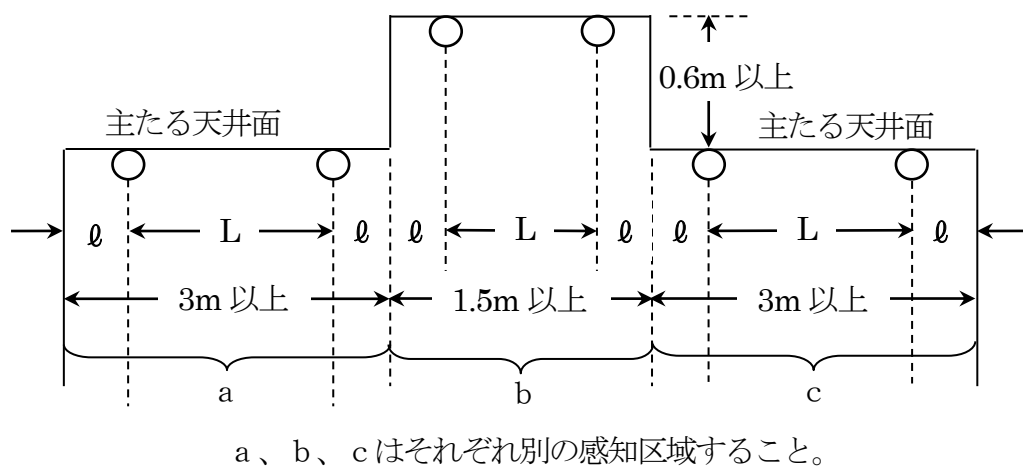 0.6m 以上
主たる天井面
主たる天井面
ℓ L ℓ ℓ L ℓ ℓ L ℓ
3m 以上 1.5m 以上 3m 以上
a b c
a、b、cはそれぞれ別の感知区域すること。